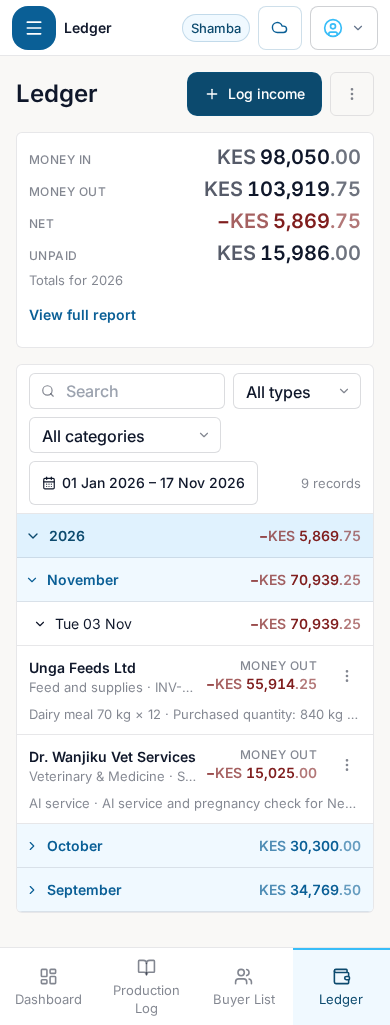 Ledger
Shamba
Ledger
Log income
MONEY IN KES 98,050.00
MONEY OUT KES 103,919.75
NET −KES 5,869.75
UNPAID KES 15,986.00
Totals for 2026
View full report
Search
All types
All categories
01 Jan 2026 – 17 Nov 2026
9 records
2026 −KES 5,869.75
November −KES 70,939.25
Tue 03 Nov −KES 70,939.25
Unga Feeds Ltd MONEY OUT
Feed and supplies · INV-... −KES 55,914.25
Dairy meal 70 kg × 12 · Purchased quantity: 840 kg ...
Dr. Wanjiku Vet Services MONEY OUT
Veterinary & Medicine · S... −KES 15,025.00
AI service · AI service and pregnancy check for Ne...
October KES 30,300.00
September KES 34,769.50
Dashboard
Production
Log
Buyer List
Ledger